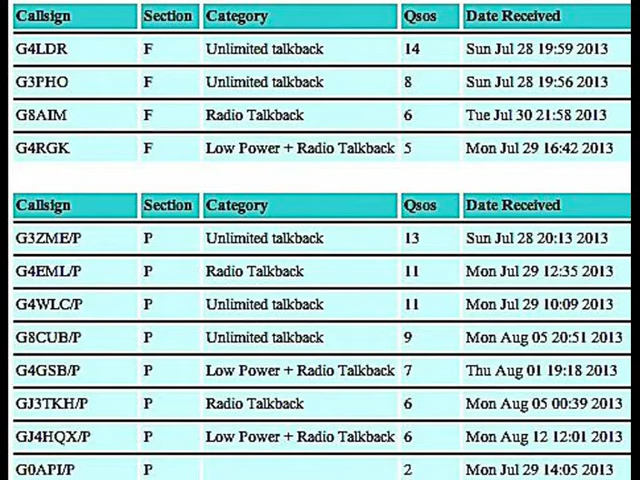 Callsign Section Category Qsos Date Received
G4LDR F Unlimited talkback 14 Sun Jul 28 19:59 2013
G3PHO F Unlimited talkback 8 Sun Jul 28 19:56 2013
G8AIM F Radio Talkback 6 Tue Jul 30 21:58 2013
G4RGK F Low Power + Radio Talkback 5 Mon Jul 29 16:42 2013
Callsign Section Category Qsos Date Received
G3ZME/P P Unlimited talkback 13 Sun Jul 28 20:13 2013
G4EML/P P Radio Talkback 11 Mon Jul 29 12:35 2013
G4WLC/P P Unlimited talkback 11 Mon Jul 29 10:09 2013
G8CUB/P P Unlimited talkback 9 Mon Aug 05 20:51 2013
G4GSB/P P Low Power + Radio Talkback 7 Thu Aug 01 19:18 2013
GJ3TKH/P P Radio Talkback 6 Mon Aug 05 00:39 2013
GJ4HQX/P P Low Power + Radio Talkback 6 Mon Aug 12 12:01 2013
G0API/P P 2 Mon Jul 29 14:05 2013